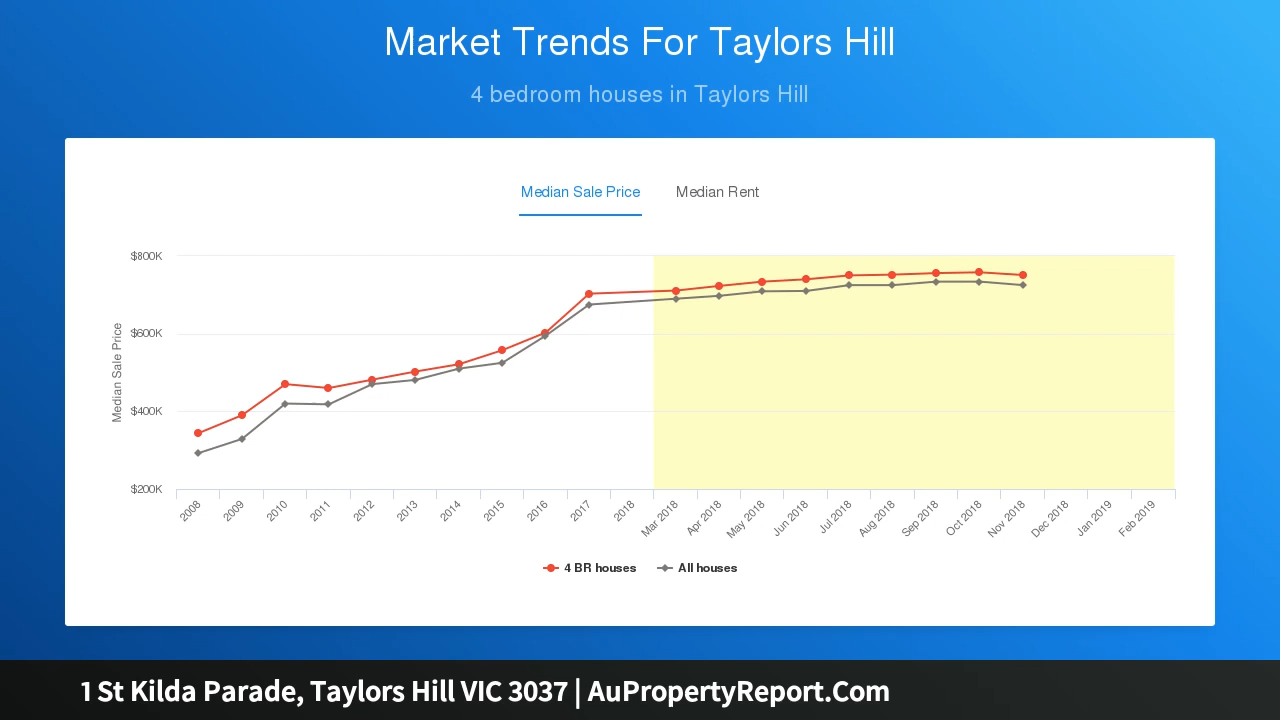 Market Trends For Taylors Hill
4 bedroom houses in Taylors Hill
Median Sale Price Median Rent
$800K
$600K
$400K
$200K
Median Sale Price
2008 2009 2010 2011 2012 2013 2014 2015 2016 2017 2018 Mar 2018 Apr 2018 May 2018 Jun 2018 Jul 2018 Aug 2018 Sep 2018 Oct 2018 Nov 2018 Dec 2018 Jan 2019 Feb 2019
4 BR houses All houses
1 St Kilda Parade, Taylors Hill VIC 3037 | AuPropertyReport.Com